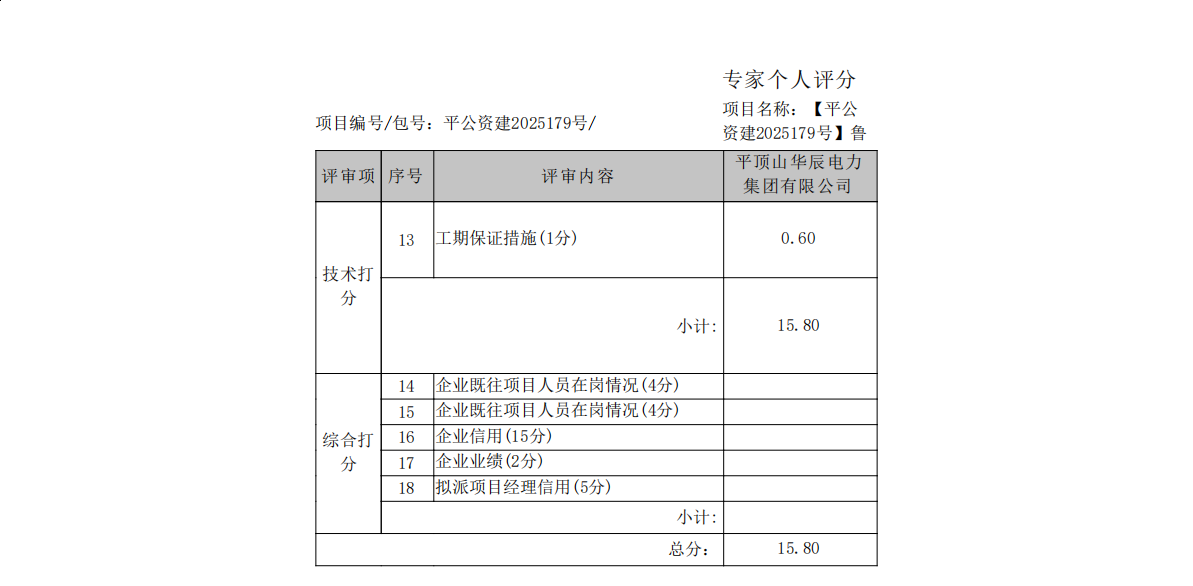 专家个人评分
项目编号/包号：平公资建2025179号/
项目名称：【平公
资建2025179号】鲁
评审项 序号 评审内容 平顶山华辰电力
集团有限公司
技术打
分
13 工期保证措施(1分) 0.60
小计: 15.80
综合打
分
14 企业既往项目人员在岗情况(4分)
15 企业既往项目人员在岗情况(4分)
16 企业信用(15分)
17 企业业绩(2分)
18 拟派项目经理信用(5分)
小计:
总分： 15.80